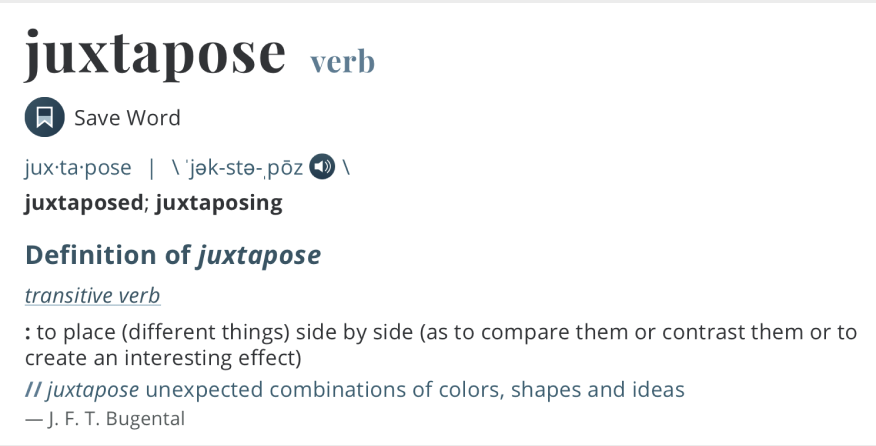 juxtapose verb
Save Word
jux·ta·pose | \ ˈjək-stə-ˌpōz \
juxtaposed; juxtaposing
Definition of juxtapose
transitive verb
: to place (different things) side by side (as to compare them or contrast them or to
create an interesting effect)
// juxtapose unexpected combinations of colors, shapes and ideas
— J. F. T. Bugental